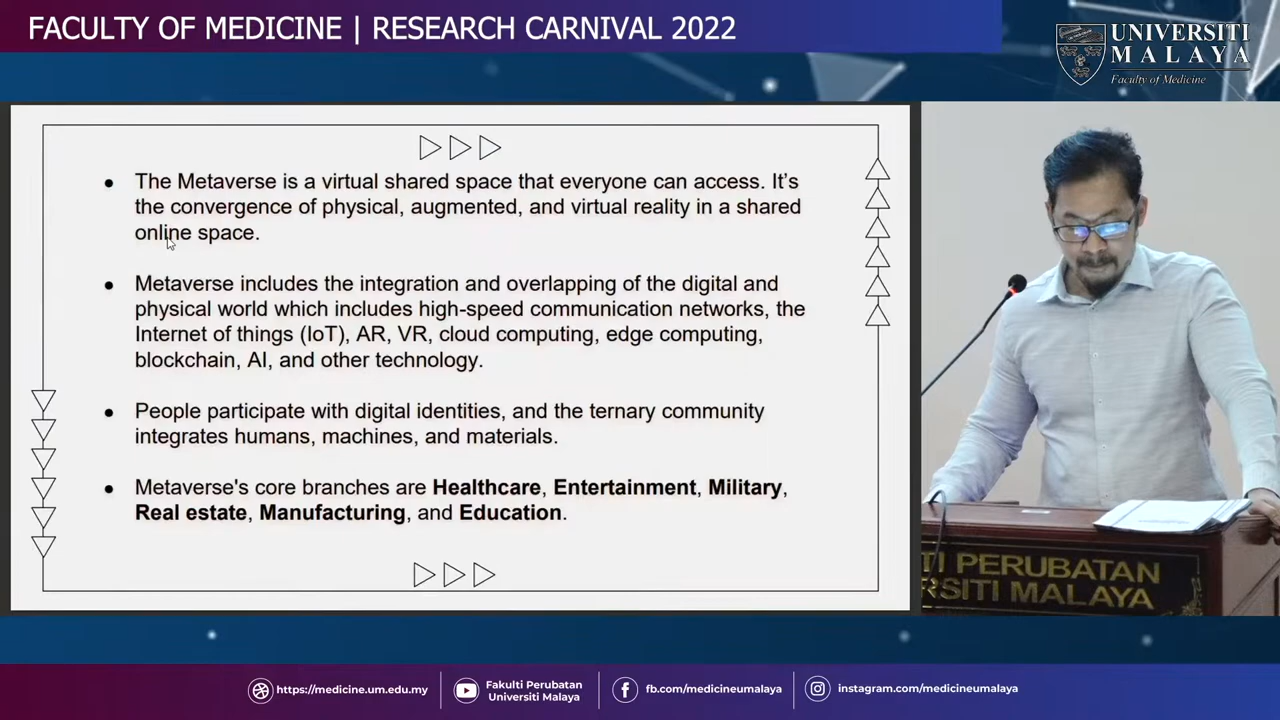 FACULTY OF MEDICINE | RESEARCH CARNIVAL 2022
UNIVERSITI
MALAYA
Faculty of Medicine
• The Metaverse is a virtual shared space that everyone can access. It's
the convergence of physical, augmented, and virtual reality in a shared
online space.
• Metaverse includes the integration and overlapping of the digital and
physical world which includes high-speed communication networks, the
Internet of things (IoT), AR, VR, cloud computing, edge computing,
blockchain, AI, and other technology.
• People participate with digital identities, and the ternary community
integrates humans, machines, and materials.
• Metaverse's core branches are Healthcare, Entertainment, Military,
Real estate, Manufacturing, and Education.
TI PERUBATAN
RSITI MALAYA
https://medicine.um.edu.my
Fakulti Perubatan
Universiti Malaya
fb.com/medicineumalaya
instagram.com/medicineumalaya